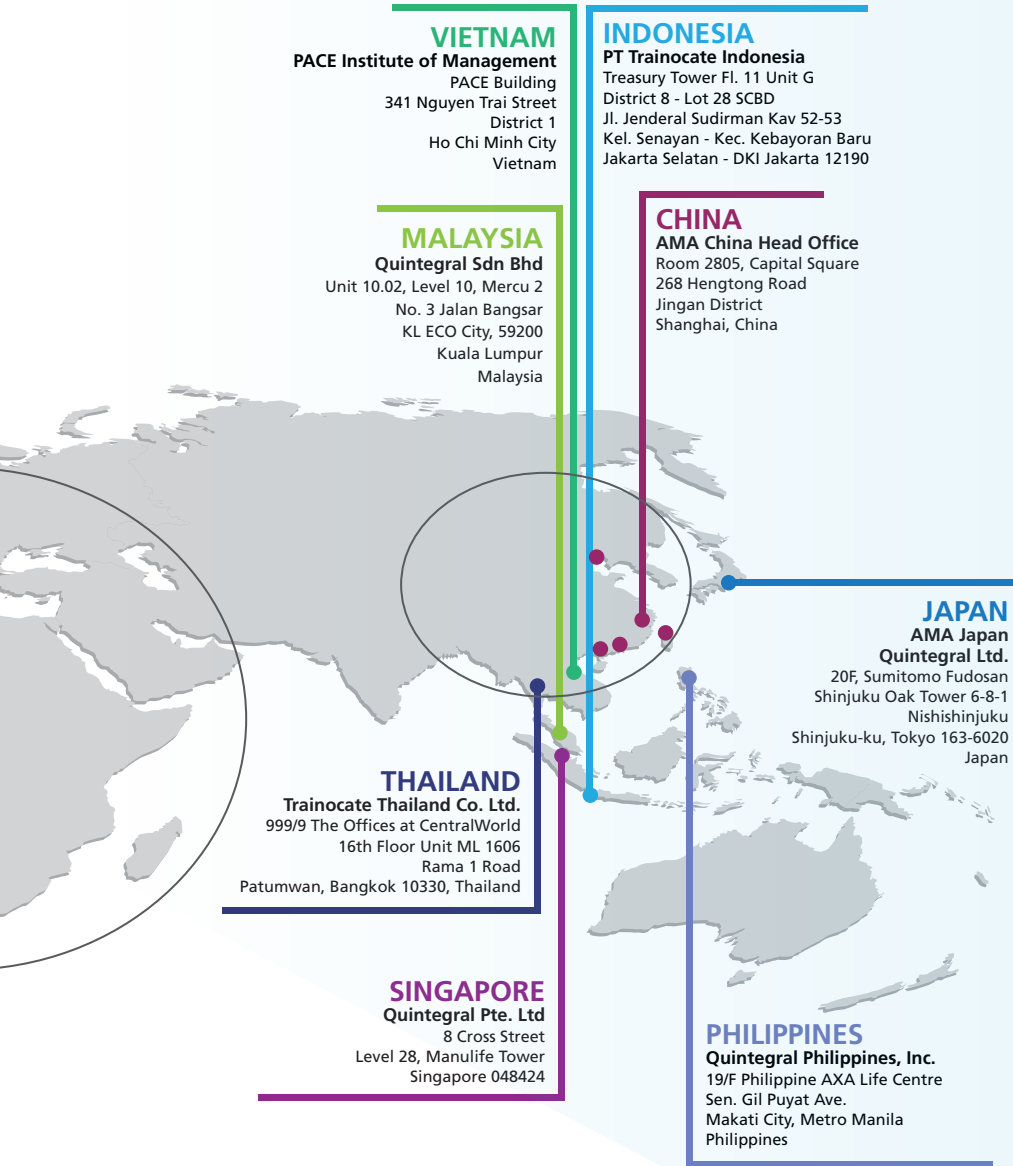 VIETNAM
PACE Institute of Management
PACE Building
341 Nguyen Trai Street
District 1
Ho Chi Minh City
Vietnam
INDONESIA
PT Trainocate Indonesia
Treasury Tower Fl. 11 Unit G
District 8 - Lot 28 SCBD
Jl. Jenderal Sudirman Kav 52-53
Kel. Senayan - Kec. Kebayoran Baru
Jakarta Selatan - DKI Jakarta 12190
MALAYSIA
Quintegral Sdn Bhd
Unit 10.02, Level 10, Mercu 2
No. 3 Jalan Bangsar
KL ECO City, 59200
Kuala Lumpur
Malaysia
CHINA
AMA China Head Office
Room 2805, Capital Square
268 Hengtong Road
Jingan District
Shanghai, China
JAPAN
AMA Japan
Quintegral Ltd.
20F, Sumitomo Fudosan
Shinjuku Oak Tower 6-8-1
Nishishinjuku
Shinjuku-ku, Tokyo 163-6020
Japan
THAILAND
Trainocate Thailand Co. Ltd.
999/9 The Offices at CentralWorld
16th Floor Unit ML 1606
Rama 1 Road
Patumwan, Bangkok 10330, Thailand
SINGAPORE
Quintegral Pte. Ltd
8 Cross Street
Level 28, Manulife Tower
Singapore 048424
PHILIPPINES
Quintegral Philippines, Inc.
19/F Philippine AXA Life Centre
Sen. Gil Puyat Ave.
Makati City, Metro Manila
Philippines